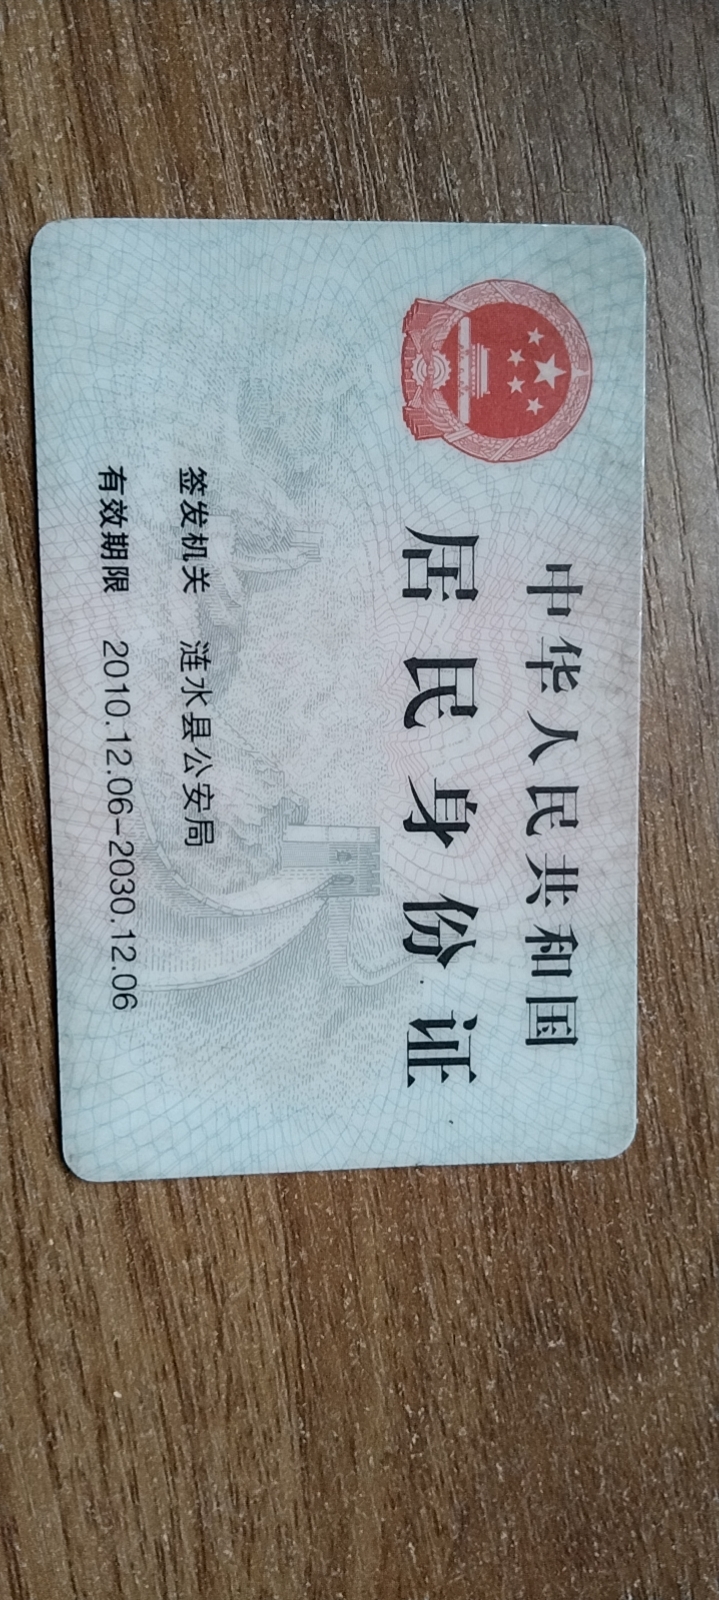 中华人民共和国
居民身份证
签发机关 涟水县公安局
有效期限 2010.12.06-2030.12.06